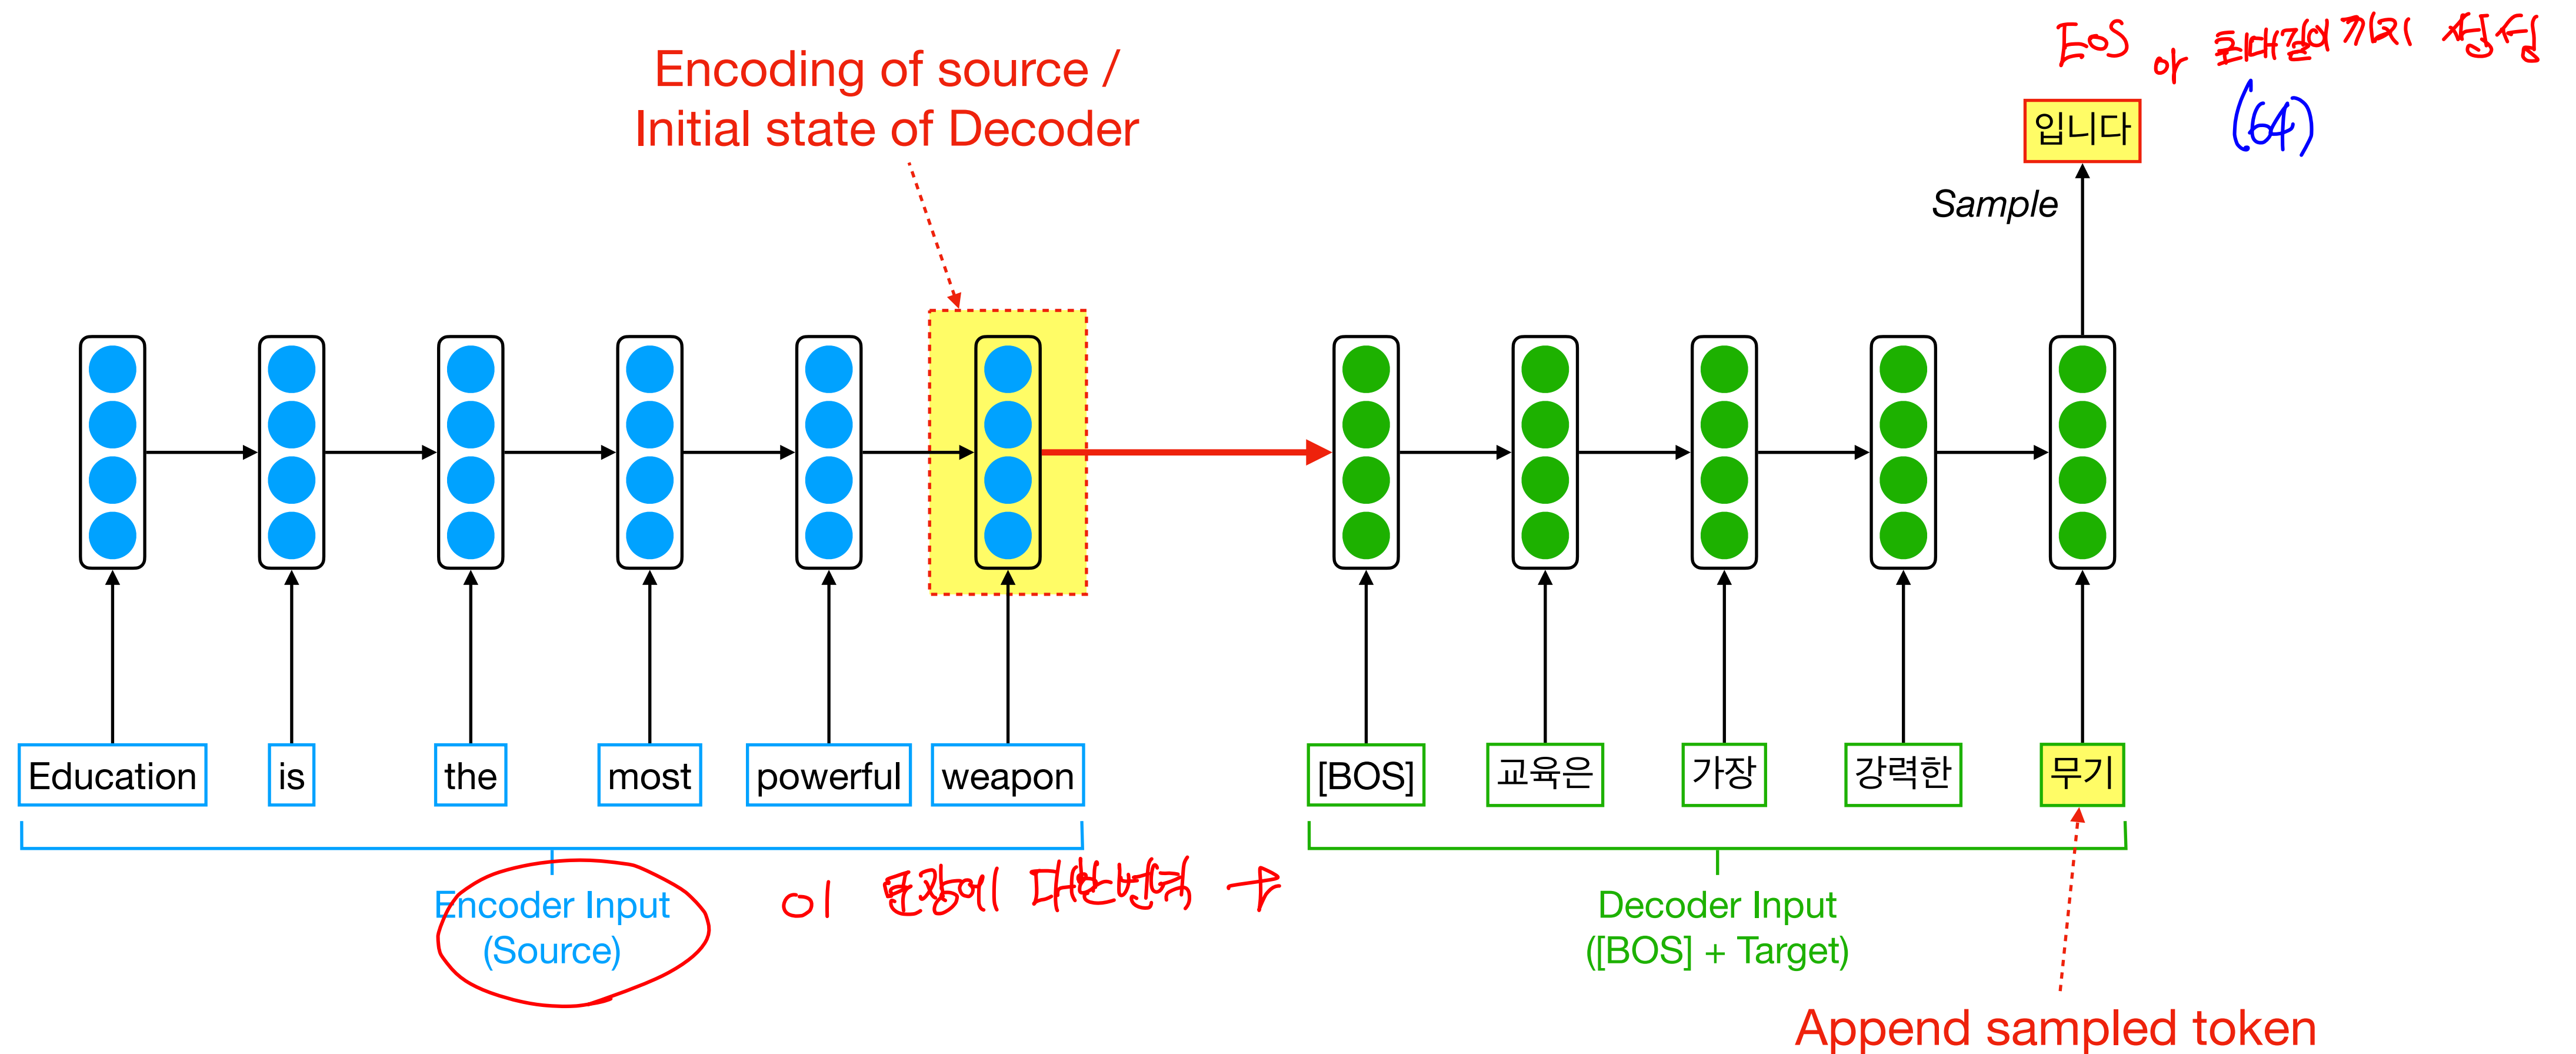 EOS or 최대길이까지 생성
(64)
Encoding of source /
Initial state of Decoder
입니다
Sample
Education is the most powerful weapon
[BOS] 교육은 가장 강력한 무기
이 문장에 대한 번역 →
Encoder Input
(Source)
Decoder Input
([BOS] + Target)
Append sampled token